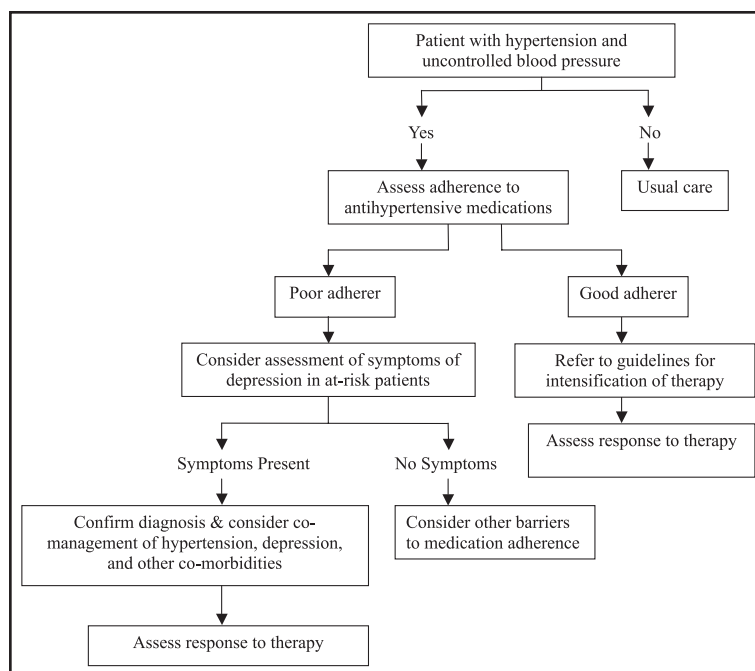 Patient with hypertension and
uncontrolled blood pressure
Yes
No
Assess adherence to
antihypertensive medications
Usual care
Poor adherer
Good adherer
Consider assessment of symptoms of
depression in at-risk patients
Refer to guidelines for
intensification of therapy
Assess response to therapy
Symptoms Present
No Symptoms
Confirm diagnosis & consider co-
management of hypertension, depression,
and other co-morbidities
Consider other barriers
to medication adherence
Assess response to therapy